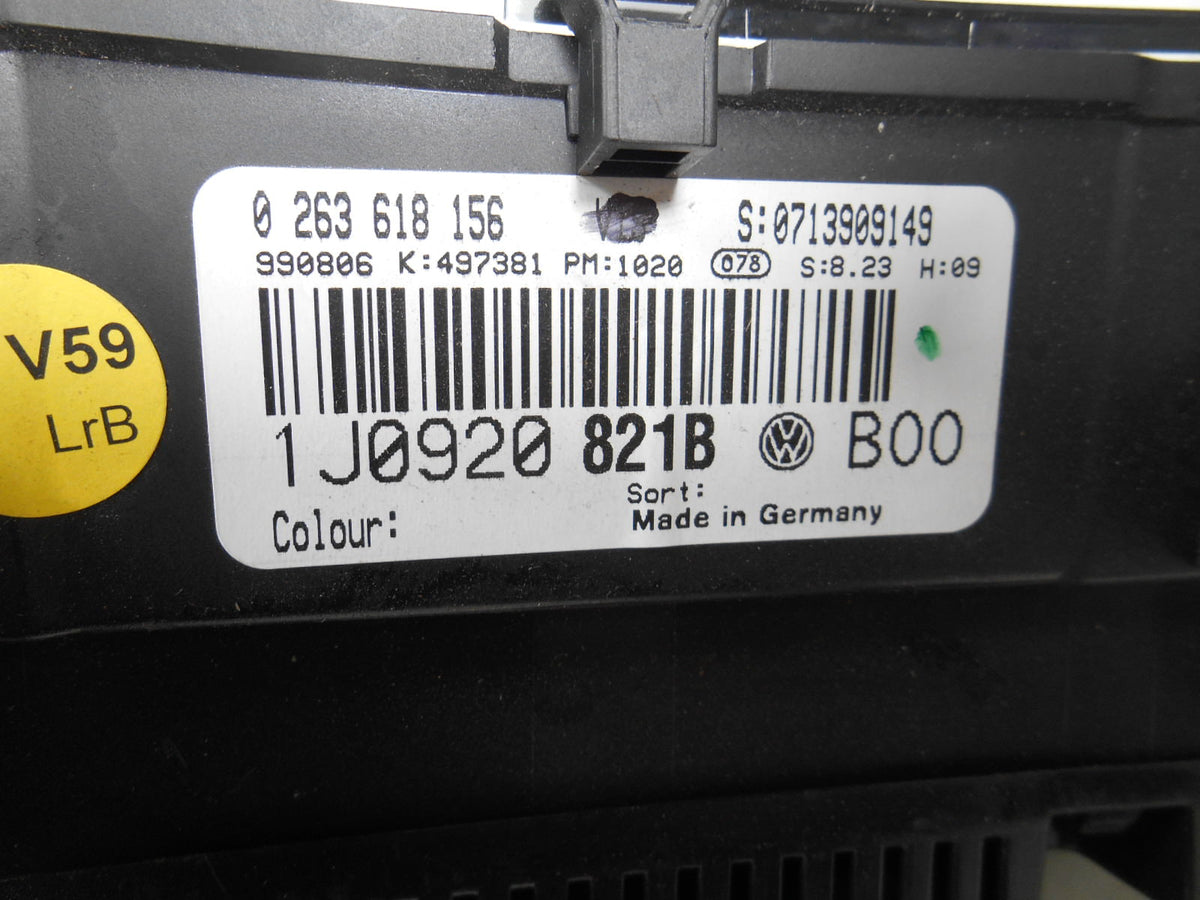 0 263 618 156 S:0713909149
990806 K:497381 PM:1020 078 S:8.23 H:09
V59
LrB
1J0920 821B VW B00
Sort:
Made in Germany
Colour: